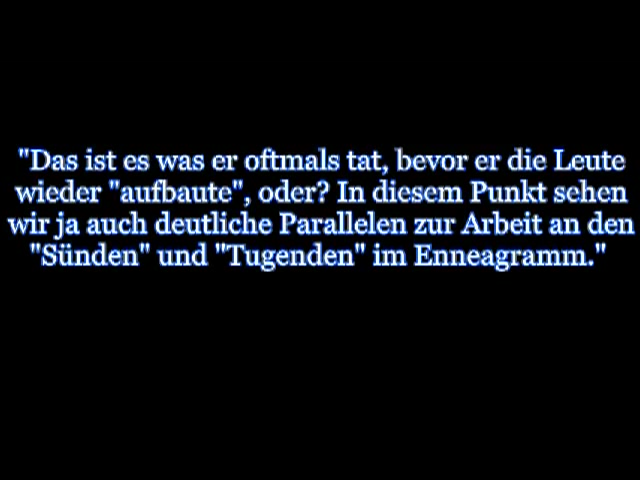 "Das ist es was er oftmals tat, bevor er die Leute
wieder "aufbaute", oder? In diesem Punkt sehen
wir ja auch deutliche Parallelen zur Arbeit an den
"Sünden" und "Tugenden" im Enneagramm."